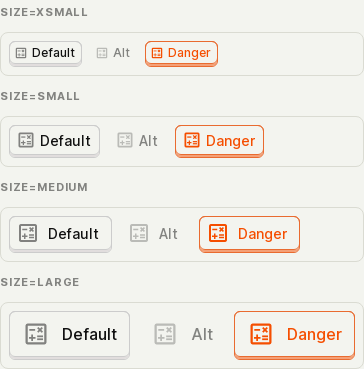 SIZE=XSMALL
Default Alt Danger
SIZE=SMALL
Default Alt Danger
SIZE=MEDIUM
Default Alt Danger
SIZE=LARGE
Default Alt Danger